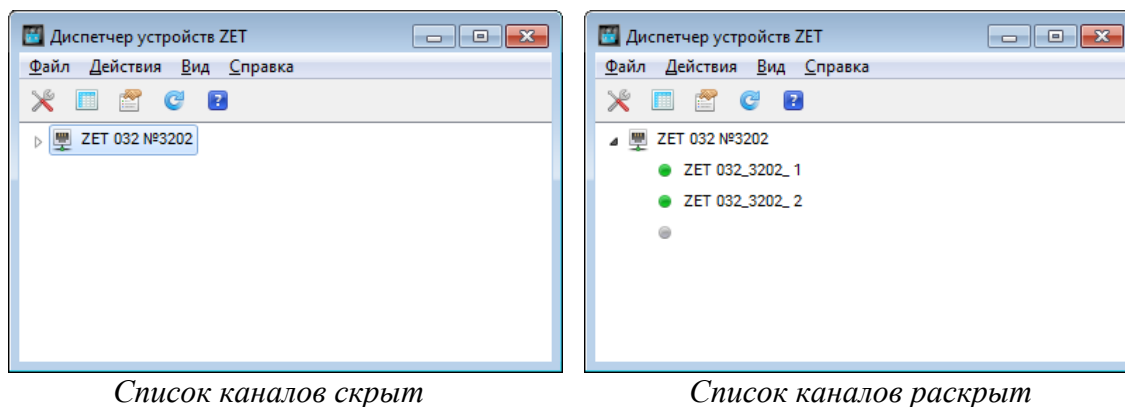 Диспетчер устройств ZET
Файл Действия Вид Справка
ZET 032 №3202
Список каналов скрыт
Диспетчер устройств ZET
Файл Действия Вид Справка
ZET 032 №3202
ZET 032_3202_ 1
ZET 032_3202_ 2
Список каналов раскрыт